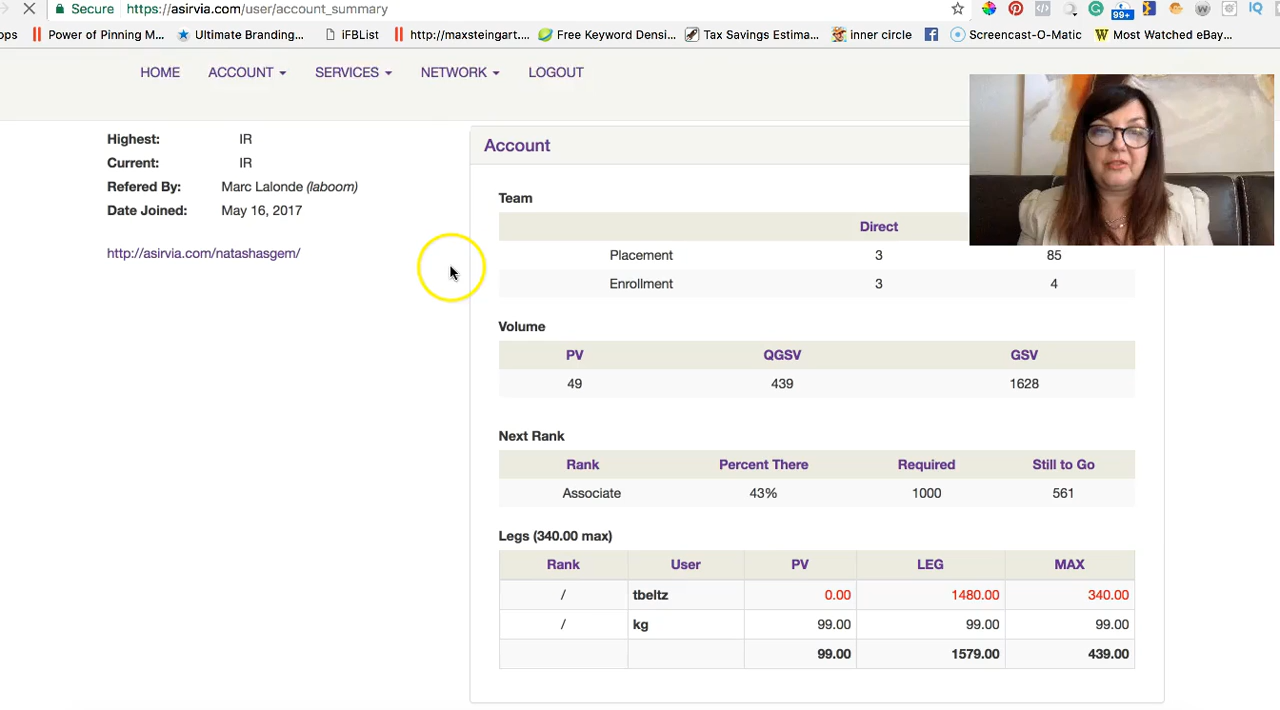 Secure https://asirvia.com/user/account_summary
99+
ops Power of Pinning M... Ultimate Branding... iFBList http://maxsteingart.... Free Keyword Densi... Tax Savings Estima... inner circle Screencast-O-Matic Most Watched eBay...
HOME ACCOUNT SERVICES NETWORK LOGOUT
Highest: IR
Current: IR
Refered By: Marc Lalonde (laboom)
Date Joined: May 16, 2017
http://asirvia.com/natashasgem/
Account
Team
Direct
Placement 3 85
Enrollment 3 4
Volume
PV QGSV GSV
49 439 1628
Next Rank
Rank Percent There Required Still to Go
Associate 43% 1000 561
Legs (340.00 max)
Rank User PV LEG MAX
/ tbeltz 0.00 1480.00 340.00
/ kg 99.00 99.00 99.00
99.00 1579.00 439.00